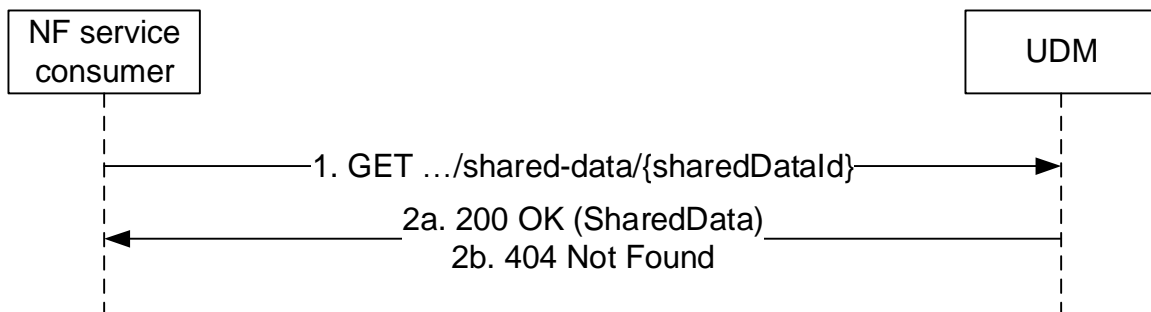 NF service
consumer
UDM
1. GET …/shared-data/{sharedDataId}
2a. 200 OK (SharedData)
2b. 404 Not Found